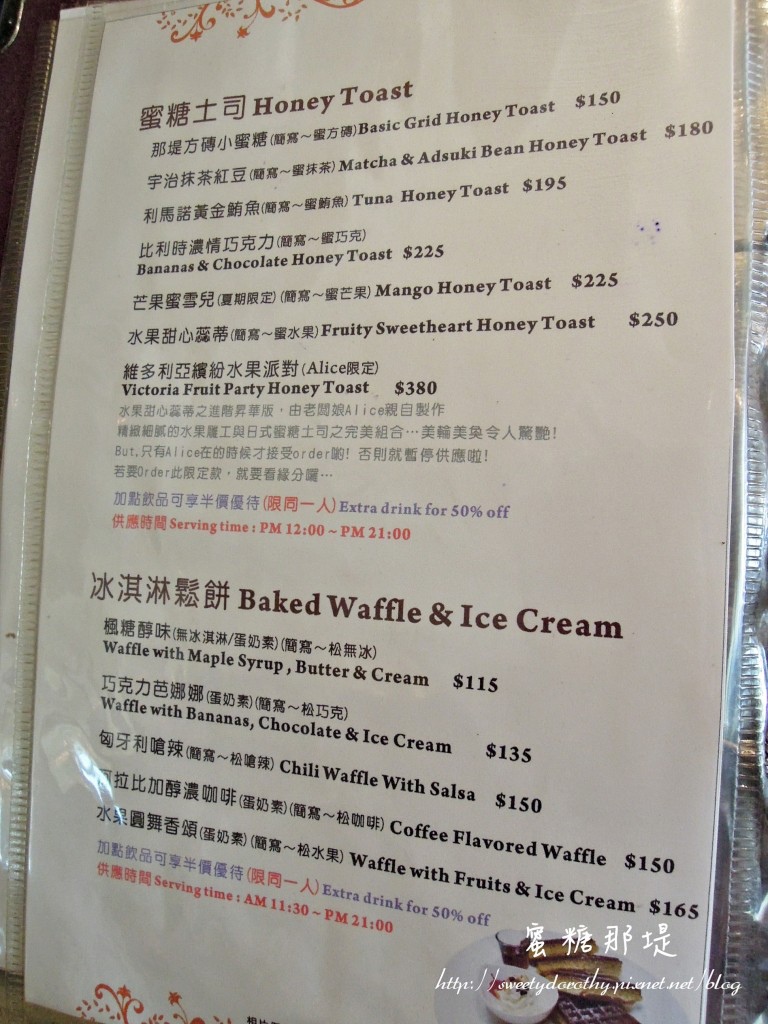 蜜糖土司 Honey Toast
那堤方磚小蜜糖(簡寫~蜜方磚)Basic Grid Honey Toast $150
宇治抹茶紅豆(簡寫~蜜抹茶) Matcha & Adsuki Bean Honey Toast $180
利馬諾黃金鮪魚(簡寫~蜜鮪魚) Tuna Honey Toast $195
比利時濃情巧克力(簡寫~蜜巧克)
Bananas & Chocolate Honey Toast $225
芒果蜜雪兒(夏期限定)(簡寫~蜜芒果) Mango Honey Toast $225
水果甜心蕊蒂(簡寫~蜜水果)Fruity Sweetheart Honey Toast $250
維多利亞繽紛水果派對(Alice限定)
Victoria Fruit Party Honey Toast $380
水果甜心蕊蒂之進階昇華版，由老闆娘Alice親自製作
精緻細膩的水果雕工與日式蜜糖土司之完美組合…美輪美奐令人驚艷!
But,只有Alice在的時候才接受order喲! 否則就暫停供應啦!
若要Order此限定款，就要看緣分囉…
加點飲品可享半價優待(限同一人)Extra drink for 50% off
供應時間 Serving time : PM 12:00 ~ PM 21:00
冰淇淋鬆餅 Baked Waffle & Ice Cream
楓糖醇味(無冰淇淋/蛋奶素)(簡寫~松無冰)
Waffle with Maple Syrup , Butter & Cream $115
巧克力芭娜娜(蛋奶素)(簡寫~松巧克)
Waffle with Bananas, Chocolate & Ice Cream $135
匈牙利嗆辣(簡寫~松嗆辣) Chili Waffle With Salsa $150
阿拉比加醇濃咖啡(蛋奶素)(簡寫~松咖啡) Coffee Flavored Waffle $150
水果圓舞香頌(蛋奶素)(簡寫~松水果) Waffle with Fruits & Ice Cream $165
加點飲品可享半價優待(限同一人)Extra drink for 50% off
供應時間 Serving time : AM 11:30 ~ PM 21:00
蜜糖那堤
http://sweetydorothy.pixnet.net/blog